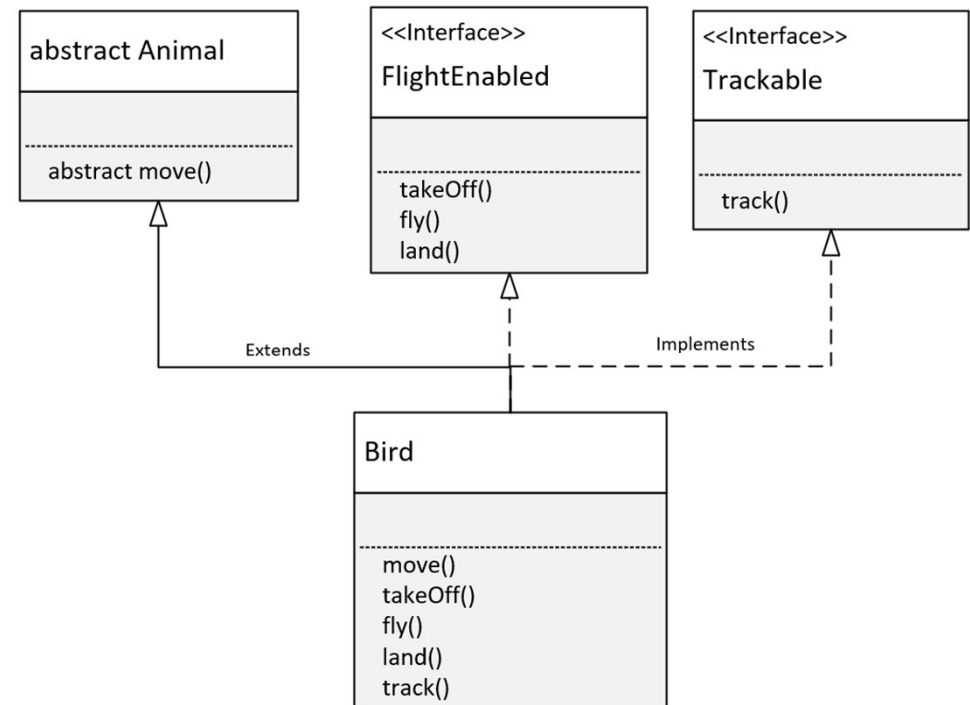 abstract Animal
abstract move()
<<Interface>>
FlightEnabled
takeOff()
fly()
land()
<<Interface>>
Trackable
track()
Extends
Implements
Bird
move()
takeOff()
fly()
land()
track()